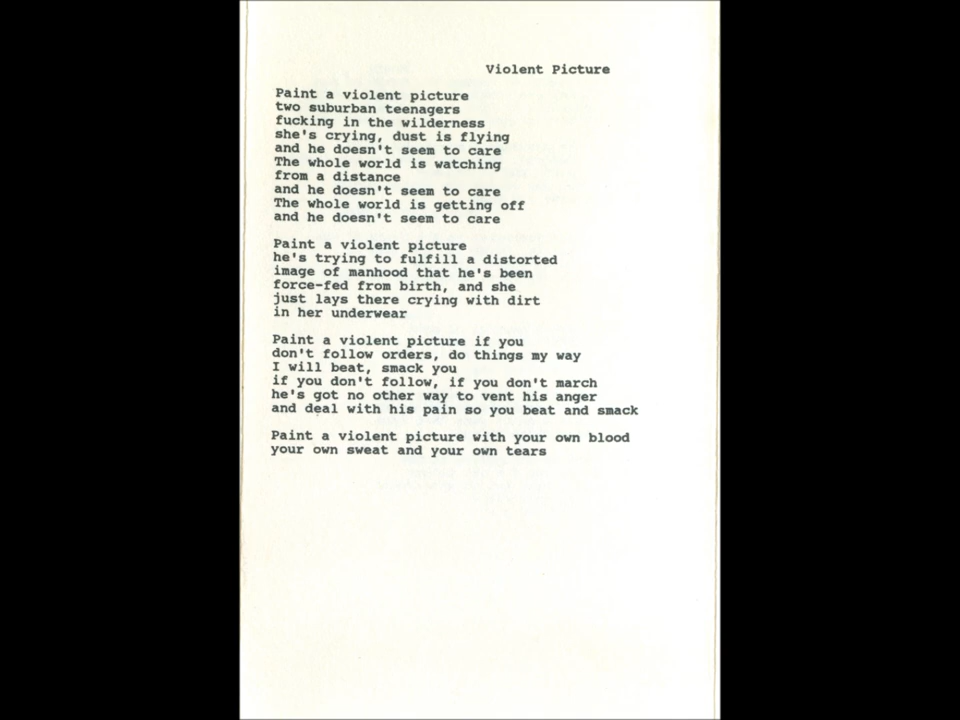 Violent Picture
Paint a violent picture
two suburban teenagers
fucking in the wilderness
she's crying, dust is flying
and he doesn't seem to care
The whole world is watching
from a distance
and he doesn't seem to care
The whole world is getting off
and he doesn't seem to care
Paint a violent picture
he's trying to fulfill a distorted
image of manhood that he's been
force-fed from birth, and she
just lays there crying with dirt
in her underwear
Paint a violent picture if you
don't follow orders, do things my way
I will beat, smack you
if you don't follow, if you don't march
he's got no other way to vent his anger
and deal with his pain so you beat and smack
Paint a violent picture with your own blood
your own sweat and your own tears